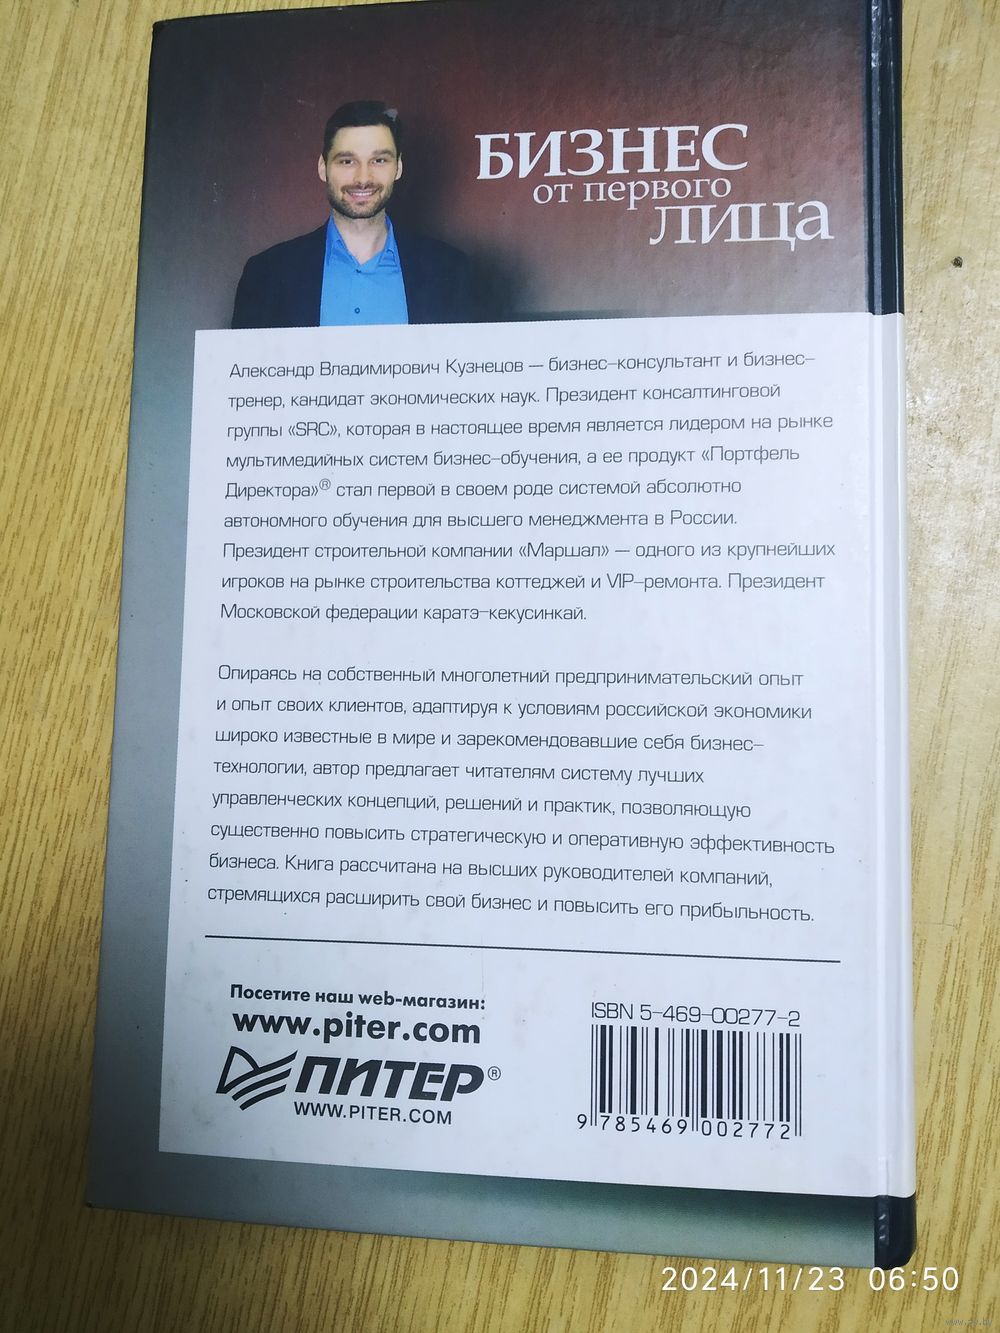 БИЗНЕС
от первого
ЛИЦА
Александр Владимирович Кузнецов — бизнес–консультант и бизнес–
тренер, кандидат экономических наук. Президент консалтинговой
группы «SRC», которая в настоящее время является лидером на рынке
мультимедийных систем бизнес–обучения, а ее продукт «Портфель
Директора»® стал первой в своем роде системой абсолютно
автономного обучения для высшего менеджмента в России.
Президент строительной компании «Маршал» — одного из крупнейших
игроков на рынке строительства коттеджей и VIP–ремонта. Президент
Московской федерации каратэ–кекусинкай.
Опираясь на собственный многолетний предпринимательский опыт
и опыт своих клиентов, адаптируя к условиям российской экономики
широко известные в мире и зарекомендовавшие себя бизнес–
технологии, автор предлагает читателям систему лучших
управленческих концепций, решений и практик, позволяющую
существенно повысить стратегическую и оперативную эффективность
бизнеса. Книга рассчитана на высших руководителей компаний,
стремящихся расширить свой бизнес и повысить его прибыльность.
Посетите наш web-магазин:
www.piter.com
ПИТЕР®
WWW.PITER.COM
ISBN 5-469-00277-2
9 785469 002772
2024/11/23 06:50